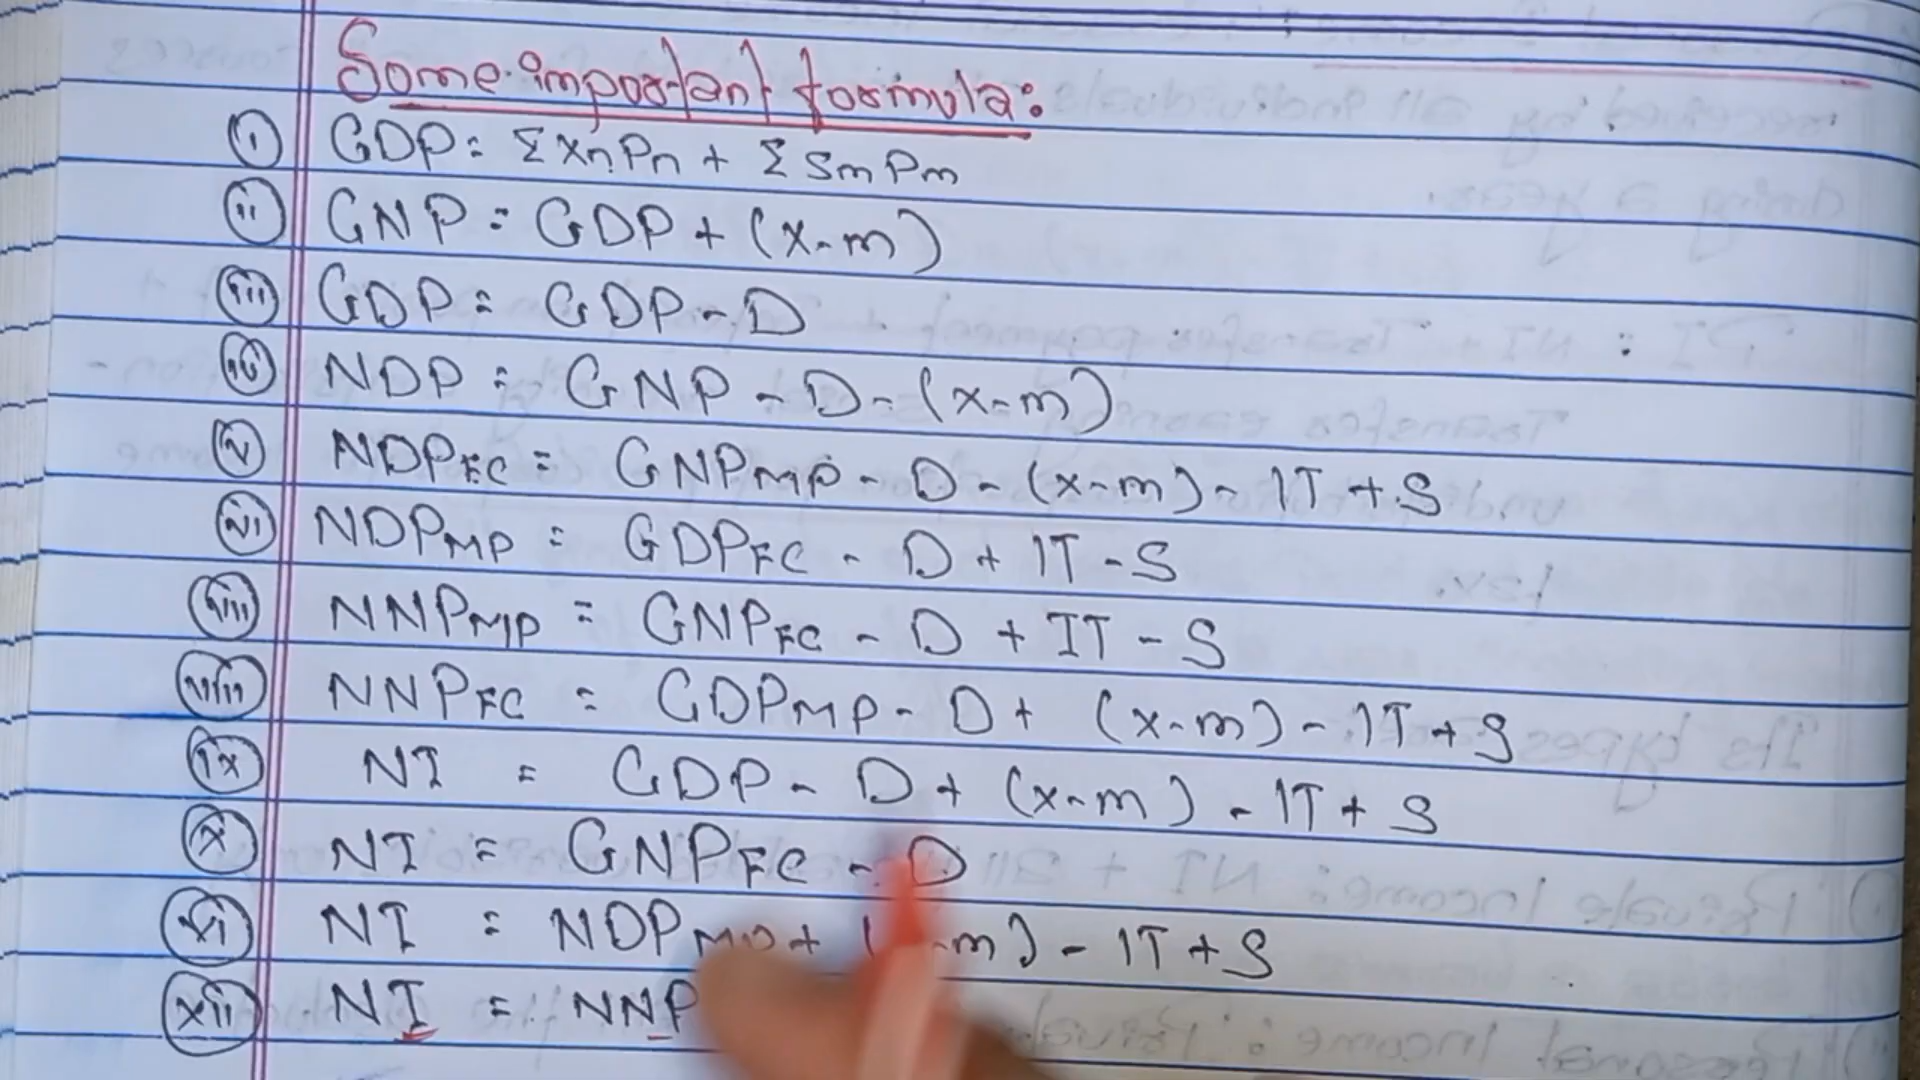 Some important formula:
i GDP = ΣXnPn + ΣSmPm
ii GNP = GDP + (x-m)
iii GDP = GDP - D
iv NDP = GNP - D - (x-m)
v NDPFC = GNPMP - D - (x-m) - IT + S
vi NDPMP = GDPFC - D + IT - S
vii NNPMP = GNPFC - D + IT - S
viii NNPFC = GDPMP - D + (x-m) - IT + S
ix NI = GDP - D + (x-m) - IT + S
x NI = GNPFC - D
xi NI = NDPMP + ( -m) - IT + S
xii NI = NNP